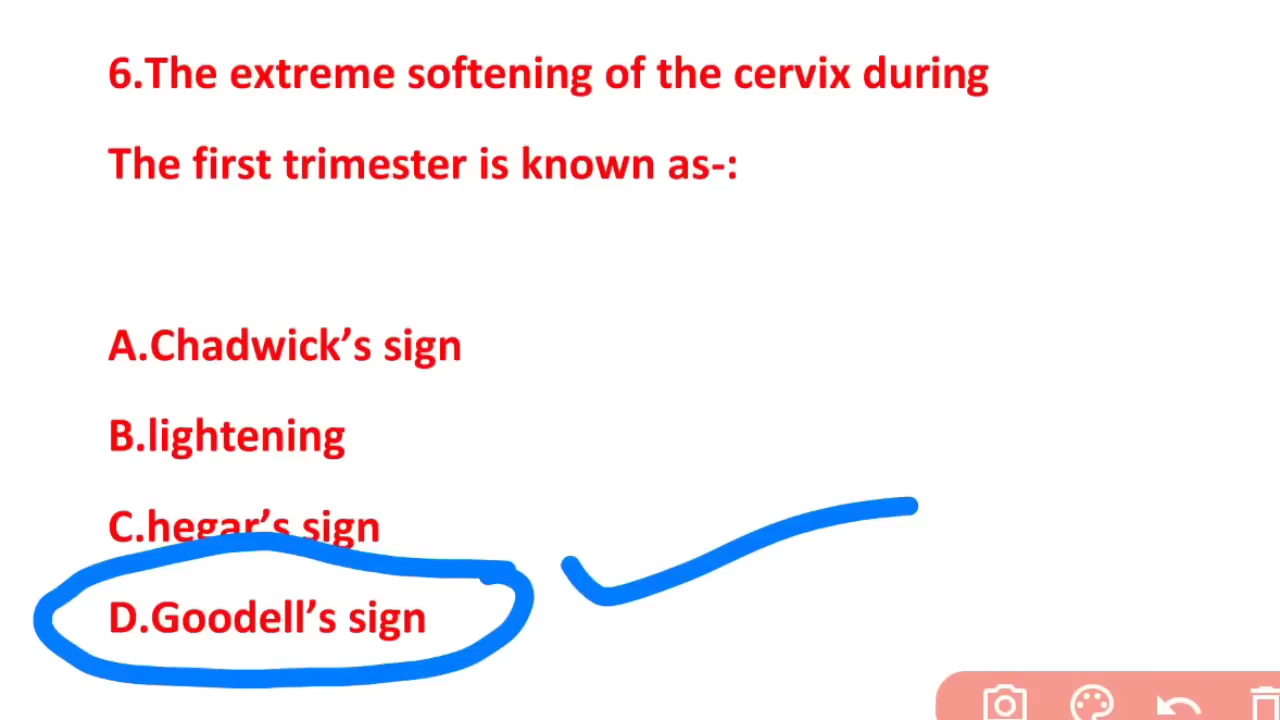 6.The extreme softening of the cervix during
The first trimester is known as-:
A.Chadwick’s sign
B.lightening
C.hegar’s sign
D.Goodell’s sign